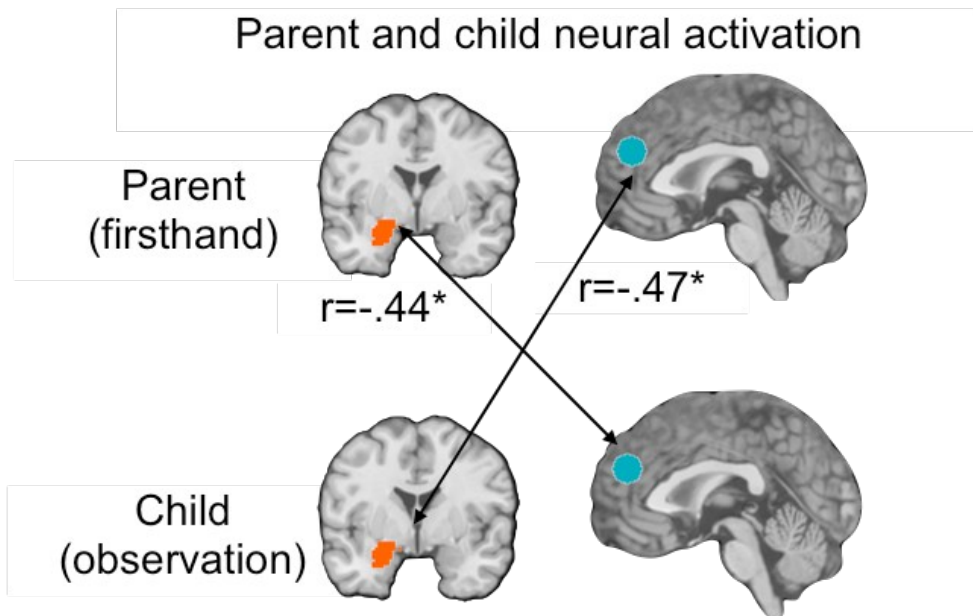 Parent and child neural activation
Parent
(firsthand)
r=-.44*
r=-.47*
Child
(observation)